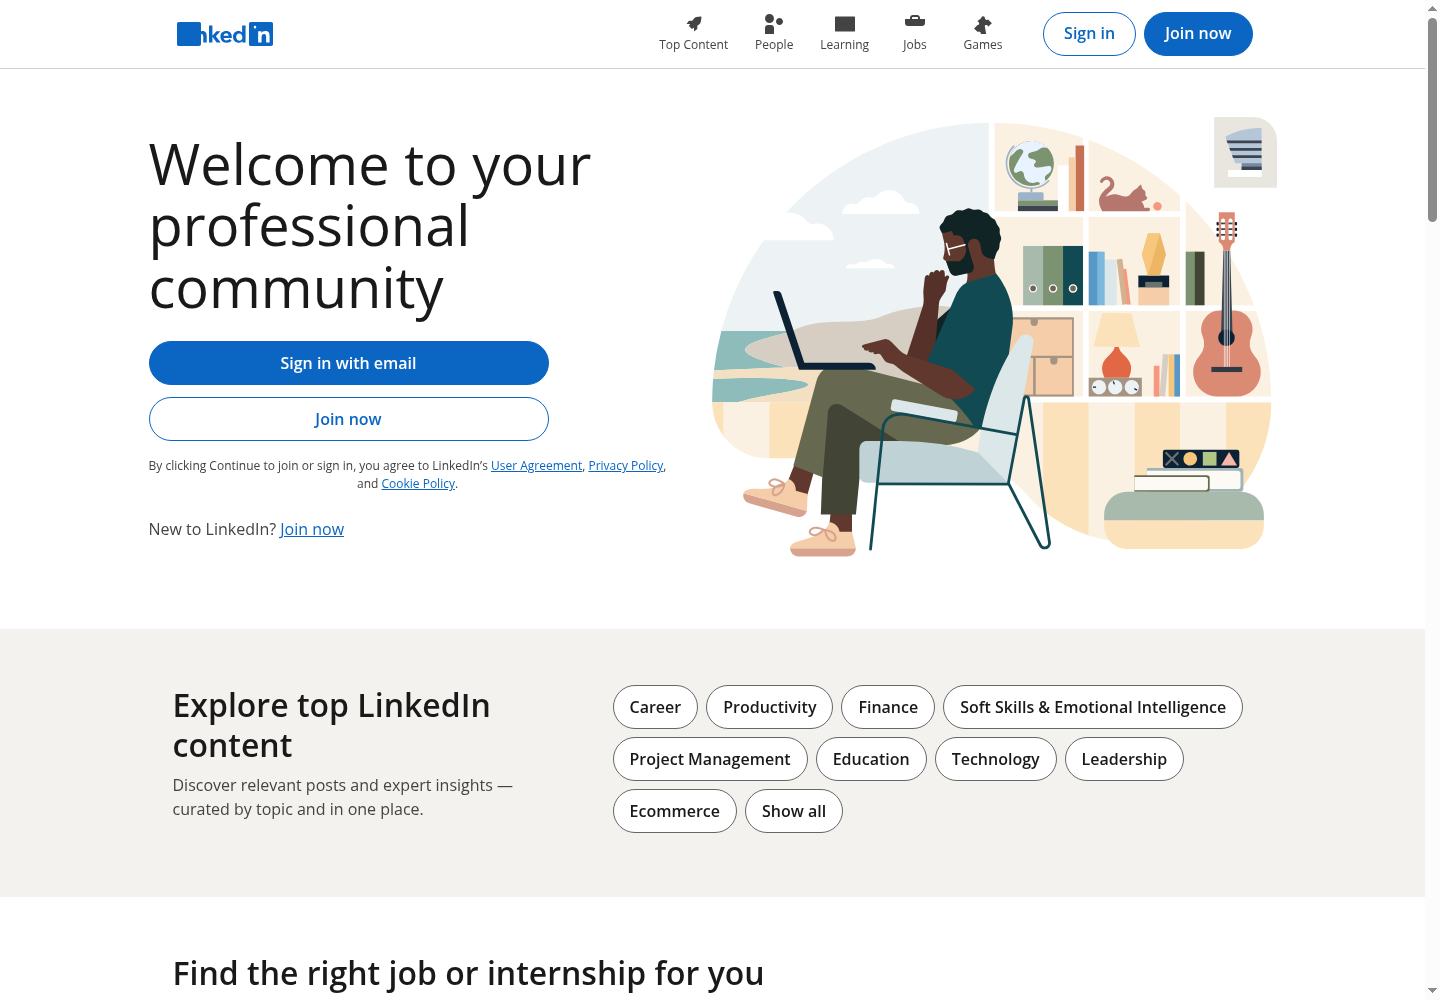 Linkedin
Top Content
People
Learning
Jobs
Games
Sign in
Join now
Welcome to your
professional
community
Sign in with email
Join now
By clicking Continue to join or sign in, you agree to LinkedIn’s User Agreement, Privacy Policy,
and Cookie Policy.
New to LinkedIn? Join now
Explore top LinkedIn
content
Discover relevant posts and expert insights —
curated by topic and in one place.
Career
Productivity
Finance
Soft Skills & Emotional Intelligence
Project Management
Education
Technology
Leadership
Ecommerce
Show all
Find the right job or internship for you